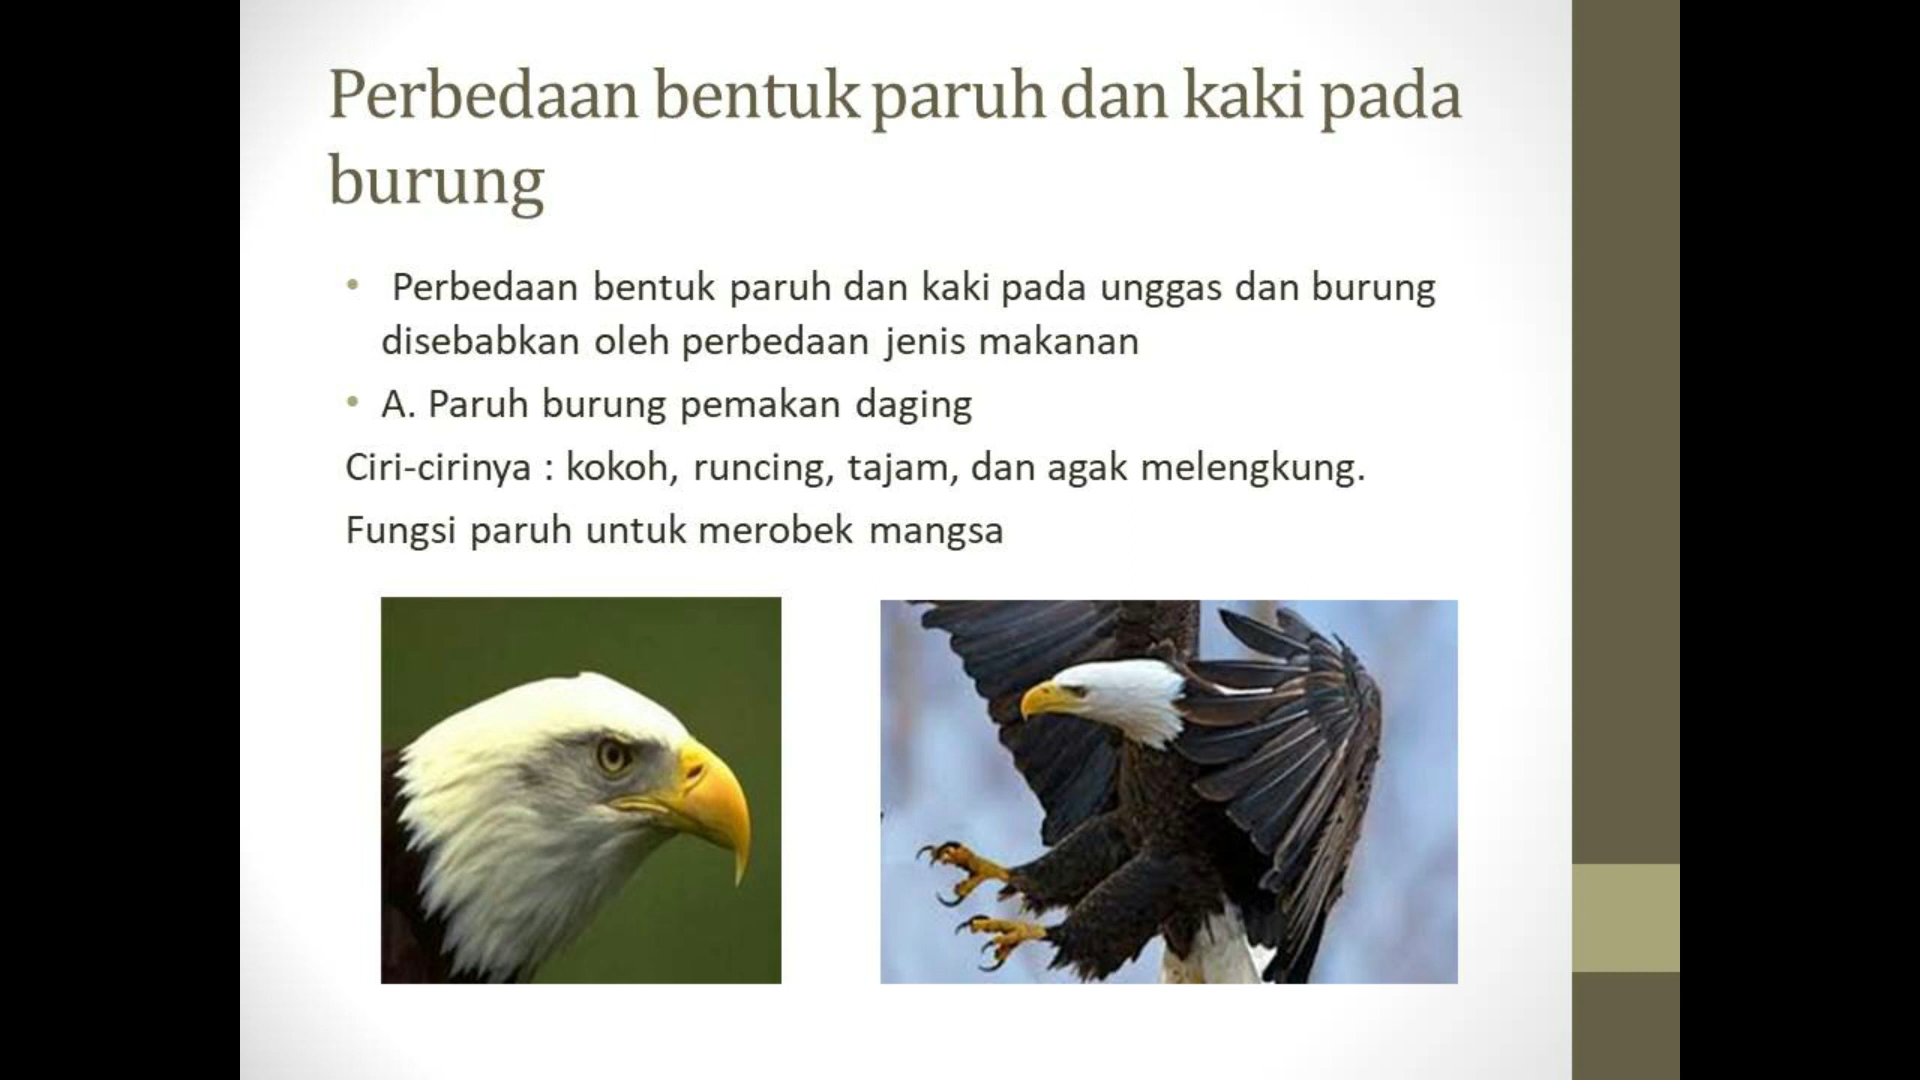 Perbedaan bentuk paruh dan kaki pada
burung
• Perbedaan bentuk paruh dan kaki pada unggas dan burung
disebabkan oleh perbedaan jenis makanan
• A. Paruh burung pemakan daging
Ciri-cirinya : kokoh, runcing, tajam, dan agak melengkung.
Fungsi paruh untuk merobek mangsa